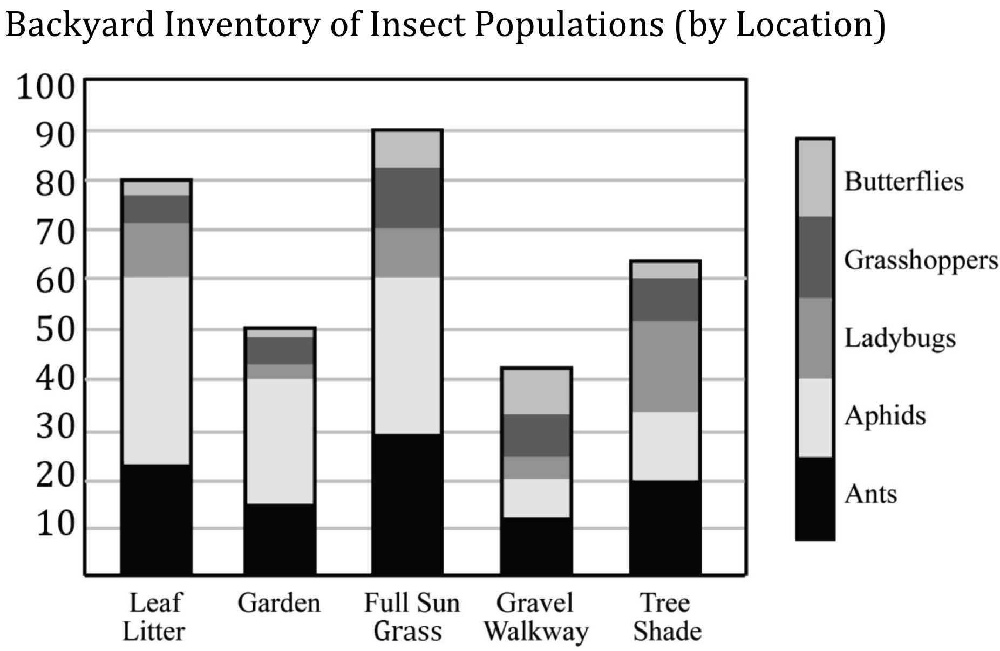 Backyard Inventory of Insect Populations (by Location)
100
90
80
70
60
50
40
30
20
10
Leaf
Litter
Garden
Full Sun
Grass
Gravel
Walkway
Tree
Shade
Butterflies
Grasshoppers
Ladybugs
Aphids
Ants